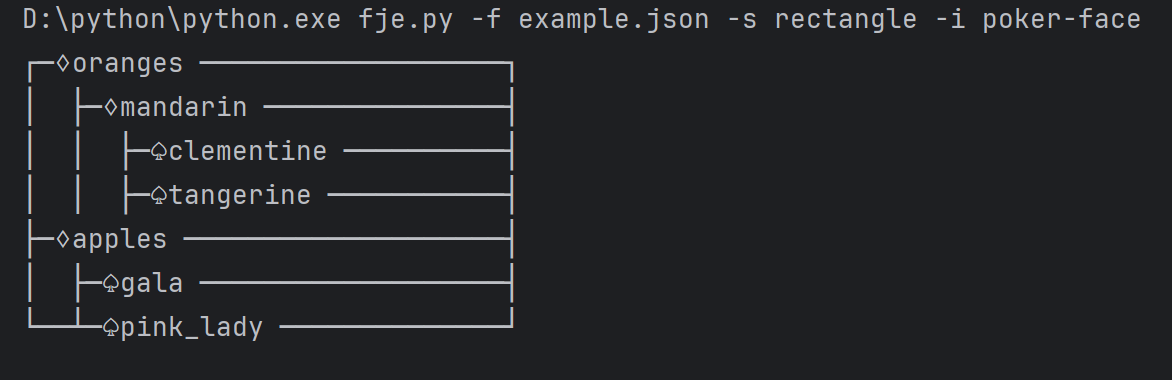 D:\python\python.exe fje.py -f example.json -s rectangle -i poker-face
┌─♢oranges ───────────────────┐
│  ├─♢mandarin ───────────────┤
│  │  ├─♤clementine ──────────┤
│  │  ├─♤tangerine ───────────┤
├─♢apples ────────────────────┤
│  ├─♤gala ───────────────────┤
└──┴─♤pink_lady ──────────────┘